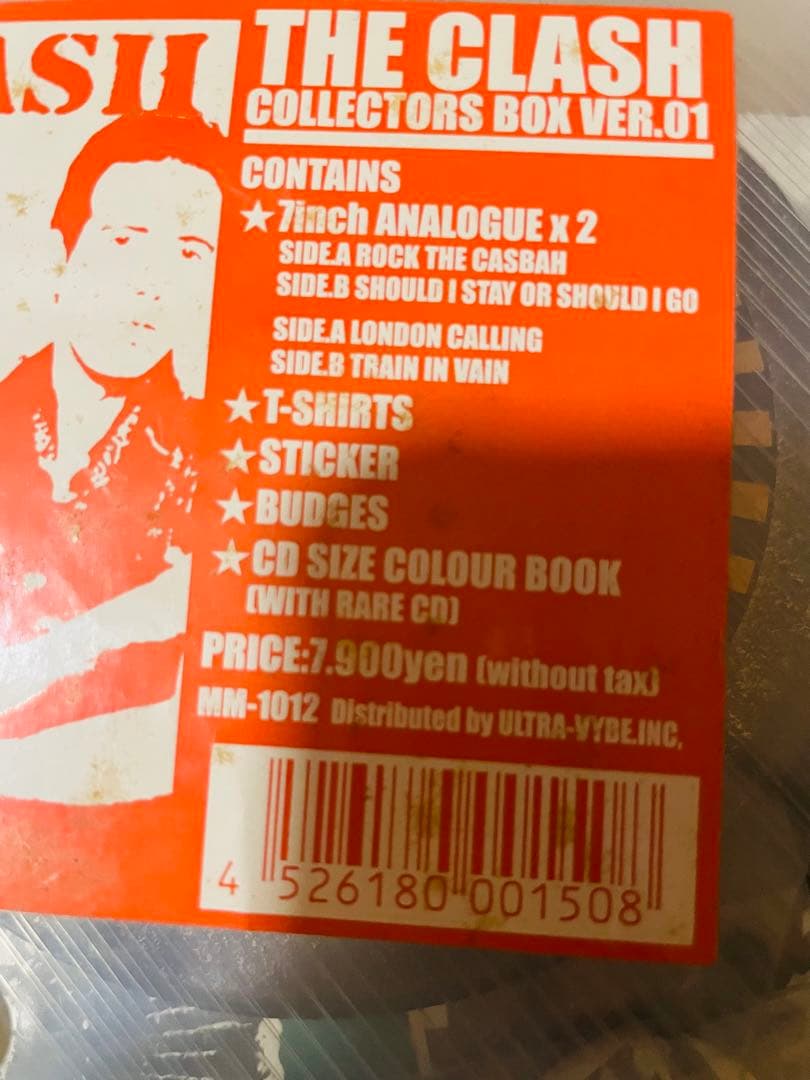 ASH
THE CLASH
COLLECTORS BOX VER.01
CONTAINS
★7inch ANALOGUE x 2
SIDE.A ROCK THE CASBAH
SIDE.B SHOULD I STAY OR SHOULD I GO
SIDE.A LONDON CALLING
SIDE.B TRAIN IN VAIN
★T-SHIRTS
★STICKER
★BUDGES
★CD SIZE COLOUR BOOK
(WITH RARE CD)
PRICE:7.900yen (without tax)
MM-1012 Distributed by ULTRA-VYBE.INC,
4 526180 001508